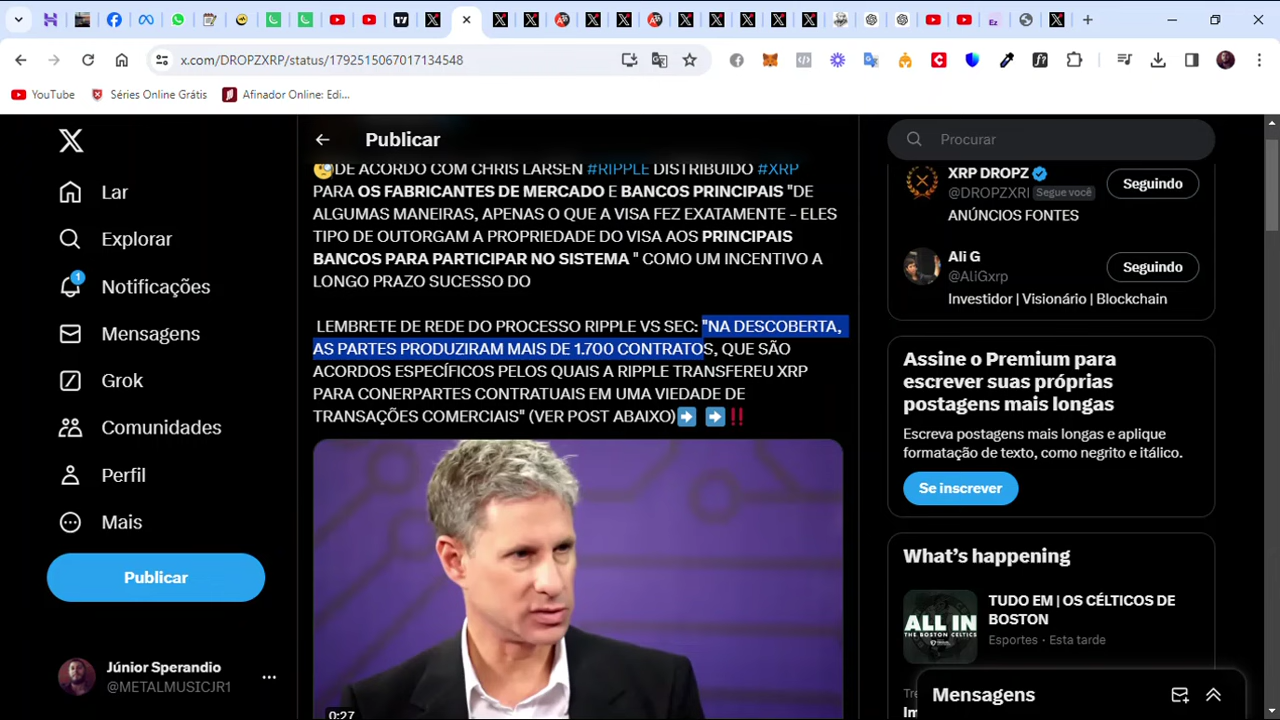 x.com/DROPZXRP/status/1792515067017134548
YouTube
Séries Online Grátis
Afinador Online: Edi...
Publicar
Lar
Explorar
1
Notificações
Mensagens
Grok
Comunidades
Perfil
Mais
Publicar
Júnior Sperandio
@METALMUSICJR1
DE ACORDO COM CHRIS LARSEN #RIPPLE DISTRIBUIDO #XRP
PARA OS FABRICANTES DE MERCADO E BANCOS PRINCIPAIS "DE
ALGUMAS MANEIRAS, APENAS O QUE A VISA FEZ EXATAMENTE - ELES
TIPO DE OUTORGAM A PROPRIEDADE DO VISA AOS PRINCIPAIS
BANCOS PARA PARTICIPAR NO SISTEMA " COMO UM INCENTIVO A
LONGO PRAZO SUCESSO DO
LEMBRETE DE REDE DO PROCESSO RIPPLE VS SEC: "NA DESCOBERTA,
AS PARTES PRODUZIRAM MAIS DE 1.700 CONTRATOS, QUE SÃO
ACORDOS ESPECÍFICOS PELOS QUAIS A RIPPLE TRANSFEREU XRP
PARA CONERPARTES CONTRATUAIS EM UMA VIEDADE DE
TRANSAÇÕES COMERCIAIS" (VER POST ABAIXO)➡️ ➡️‼️
0:27
Procurar
XRP DROPZ
@DROPZXRI Segue você
Seguindo
ANÚNCIOS FONTES
Ali G
@AliGxrp
Seguindo
Investidor | Visionário | Blockchain
Assine o Premium para
escrever suas próprias
postagens mais longas
Escreva postagens mais longas e aplique
formatação de texto, como negrito e itálico.
Se inscrever
What's happening
ALL IN
THE BOSTON CELTICS
TUDO EM | OS CÉLTICOS DE
BOSTON
Esportes · Esta tarde
Mensagens